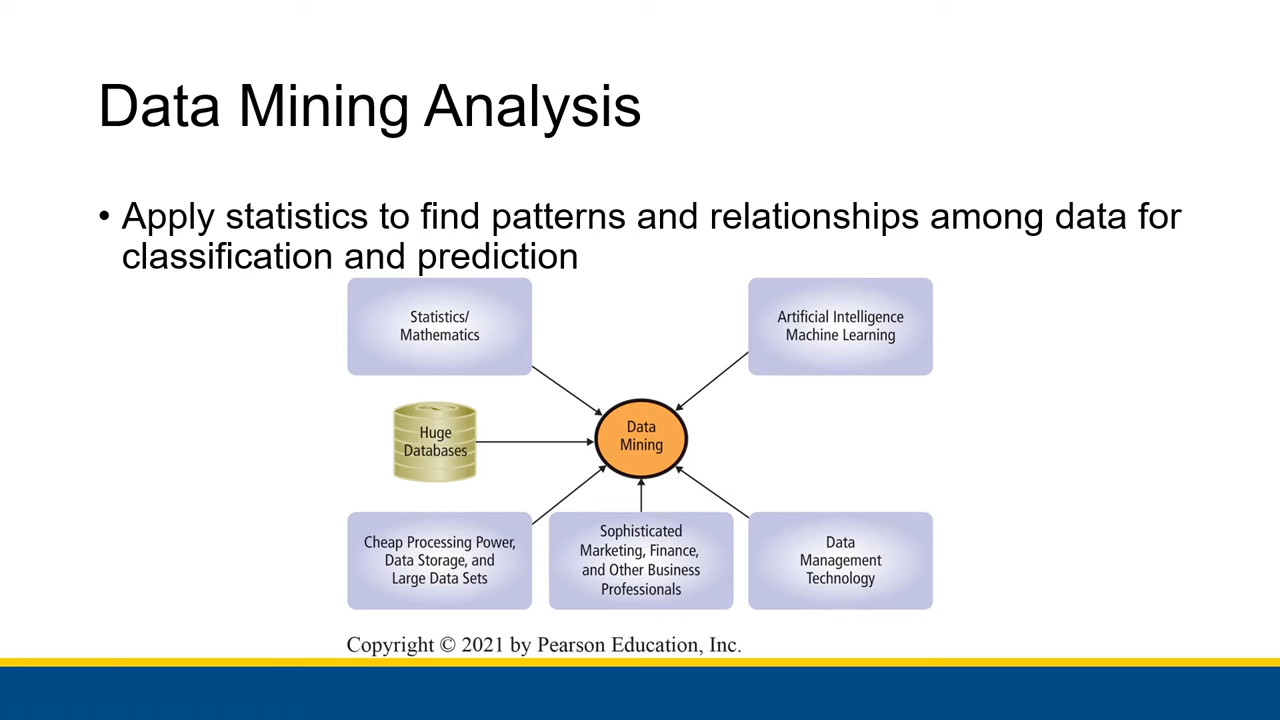 Data Mining Analysis
• Apply statistics to find patterns and relationships among data for
classification and prediction
Statistics/
Mathematics
Artificial Intelligence
Machine Learning
Huge
Databases
Data
Mining
Cheap Processing Power,
Data Storage, and
Large Data Sets
Sophisticated
Marketing, Finance,
and Other Business
Professionals
Data
Management
Technology
Copyright © 2021 by Pearson Education, Inc.